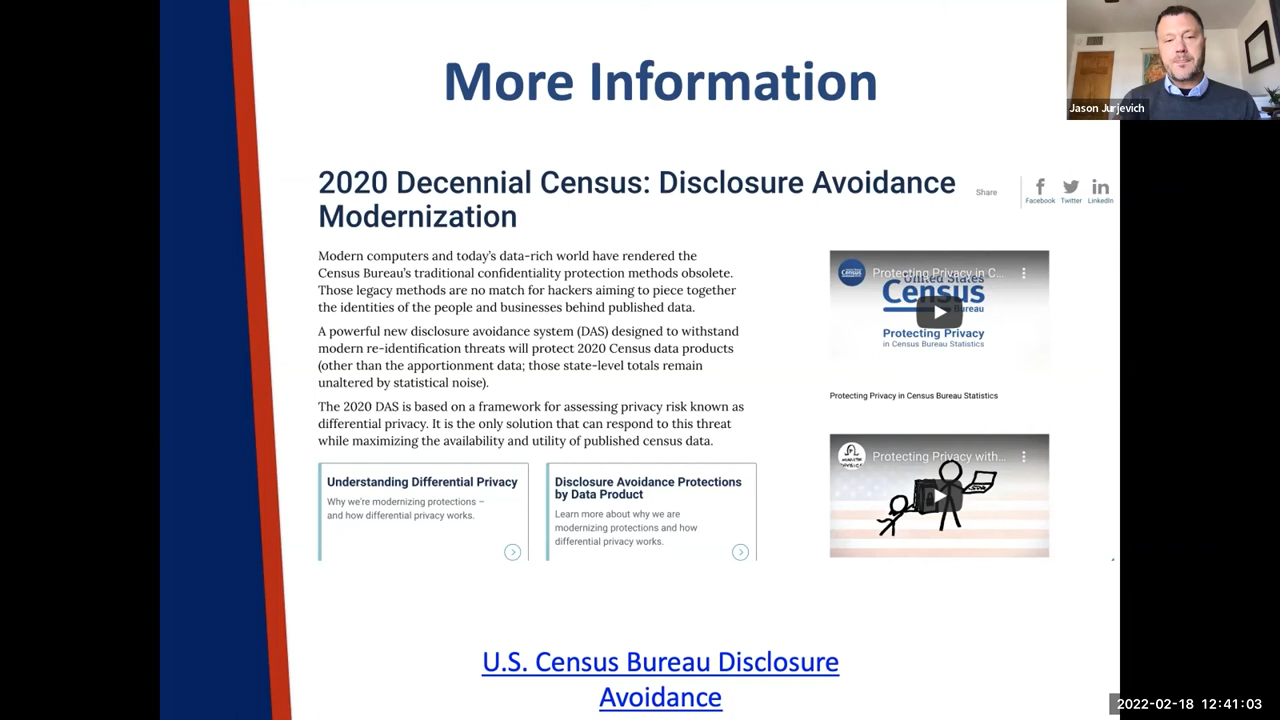 More Information
Jason Jurjevich
2020 Decennial Census: Disclosure Avoidance
Modernization
Share
Facebook
Twitter
LinkedIn
Modern computers and today's data-rich world have rendered the
Census Bureau's traditional confidentiality protection methods obsolete.
Those legacy methods are no match for hackers aiming to piece together
the identities of the people and businesses behind published data.
A powerful new disclosure avoidance system (DAS) designed to withstand
modern re-identification threats will protect 2020 Census data products
(other than the apportionment data; those state-level totals remain
unaltered by statistical noise).
The 2020 DAS is based on a framework for assessing privacy risk known as
differential privacy. It is the only solution that can respond to this threat
while maximizing the availability and utility of published census data.
Understanding Differential Privacy
Why we're modernizing protections –
and how differential privacy works.
Disclosure Avoidance Protections
by Data Product
Learn more about why we are
modernizing protections and how
differential privacy works.
Protecting Privacy in C...
United States
Census
Bureau
Protecting Privacy
in Census Bureau Statistics
Protecting Privacy in Census Bureau Statistics
Protecting Privacy with...
U.S. Census Bureau Disclosure
Avoidance
2022-02-18 12:41:03